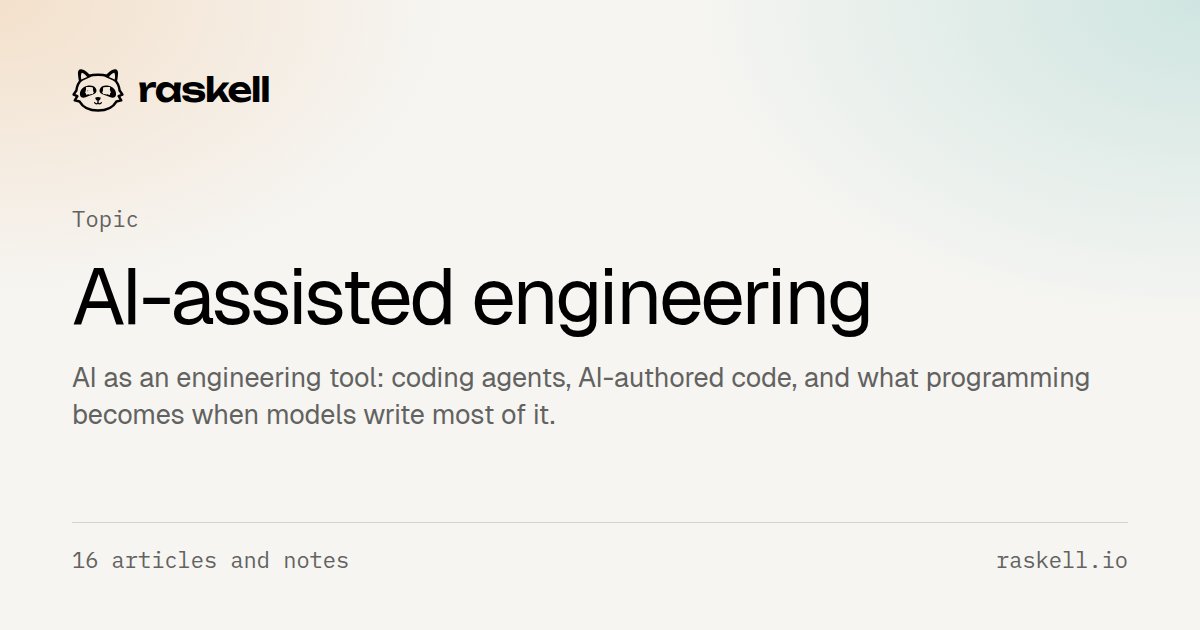 raskell
Topic
AI-assisted engineering
AI as an engineering tool: coding agents, AI-authored code, and what programming
becomes when models write most of it.
16 articles and notes
raskell.io